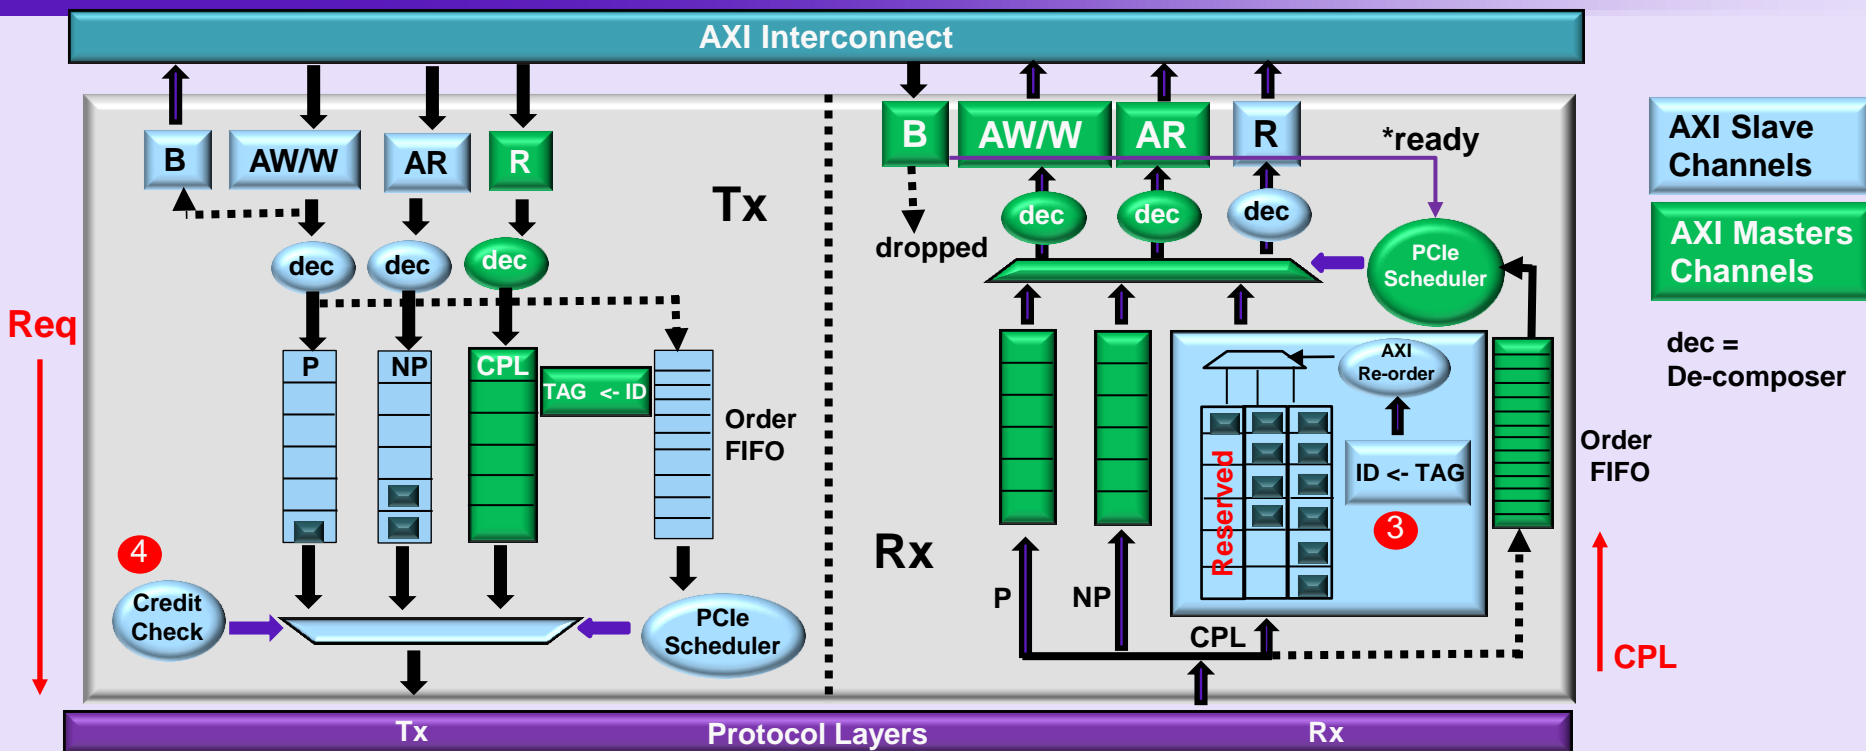 AXI Interconnect
B
AW/W
AR
R
Tx
dec
dec
dec
P
NP
CPL
TAG <- ID
Order
FIFO
Req
4
Credit
Check
PCIe
Scheduler
B
AW/W
AR
R
*ready
dec
dec
dec
dropped
PCIe
Scheduler
AXI
Re-order
Reserved
ID <- TAG
3
Order
FIFO
Rx
P
NP
CPL
CPL
AXI Slave
Channels
AXI Masters
Channels
dec =
De-composer
Tx
Protocol Layers
Rx